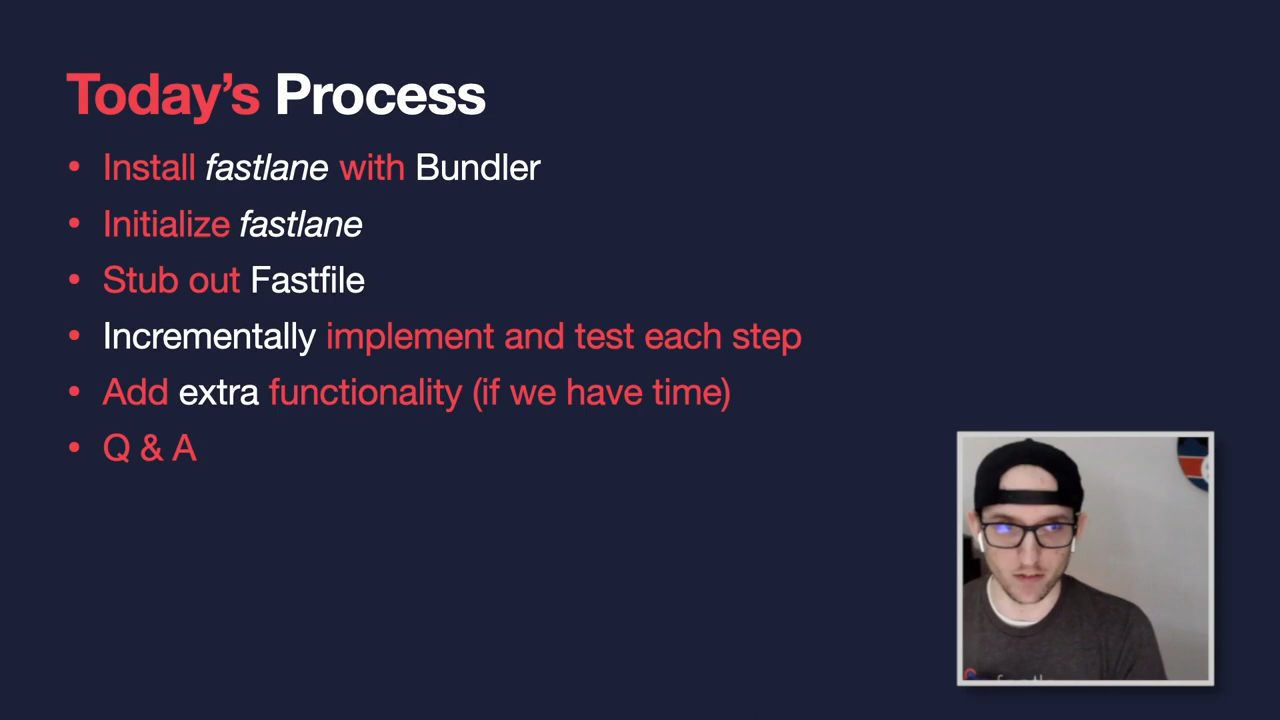 Today’s Process
• Install fastlane with Bundler
• Initialize fastlane
• Stub out Fastfile
• Incrementally implement and test each step
• Add extra functionality (if we have time)
• Q & A